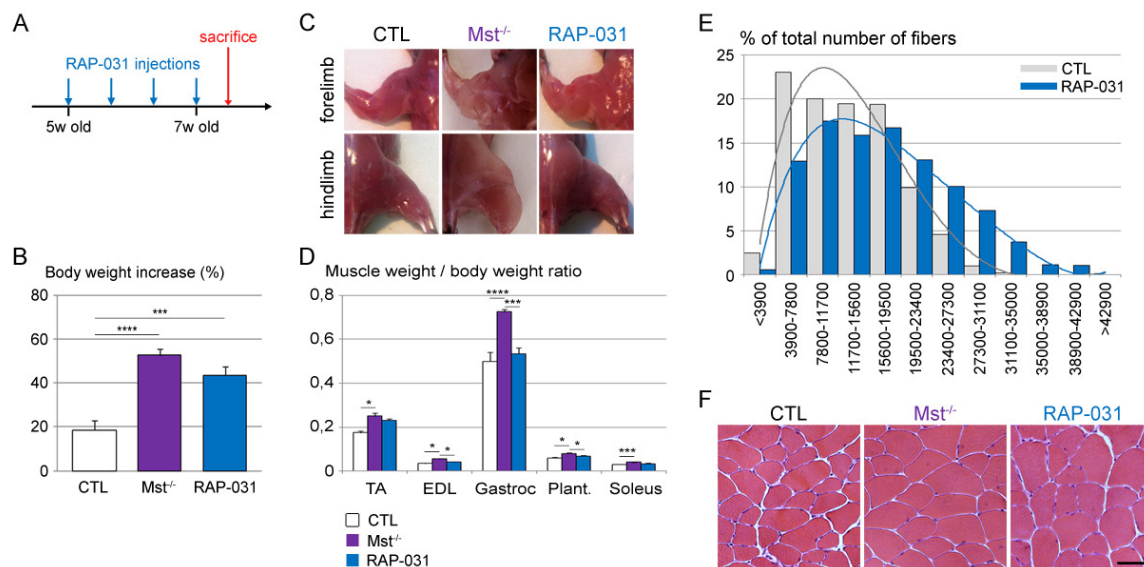 A
sacrifice
RAP-031 injections
5w old 7w old
B
Body weight increase (%)
80
60
40
20
0
***
****
CTL Mst-/- RAP-031
C
CTL Mst-/- RAP-031
forelimb
hindlimb
D
Muscle weight / body weight ratio
0,8
0,6
0,4
0,2
0
* * * **** *** * * ***
TA EDL Gastroc Plant. Soleus
CTL
Mst-/-
RAP-031
E
% of total number of fibers
CTL
RAP-031
25
20
15
10
5
0
<3900
3900-7800
7800-11700
11700-15600
15600-19500
19500-23400
23400-27300
27300-31100
31100-35000
35000-38900
38900-42900
>42900
F
CTL Mst-/- RAP-031